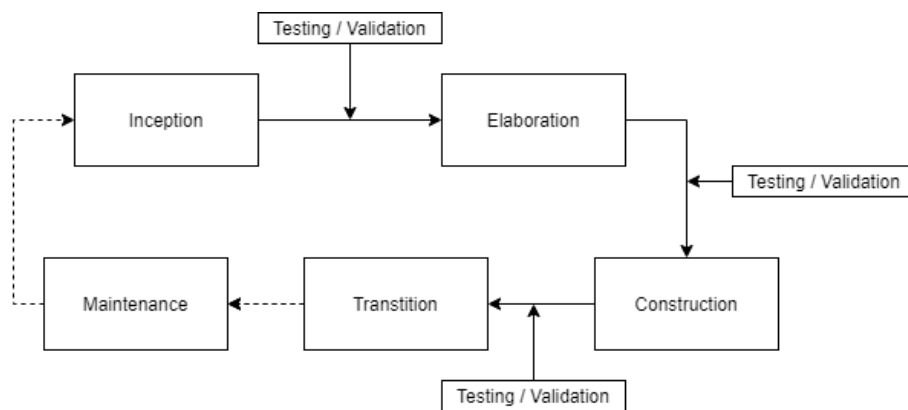 Testing / Validation
Inception
Elaboration
Testing / Validation
Maintenance
Transtition
Construction
Testing / Validation